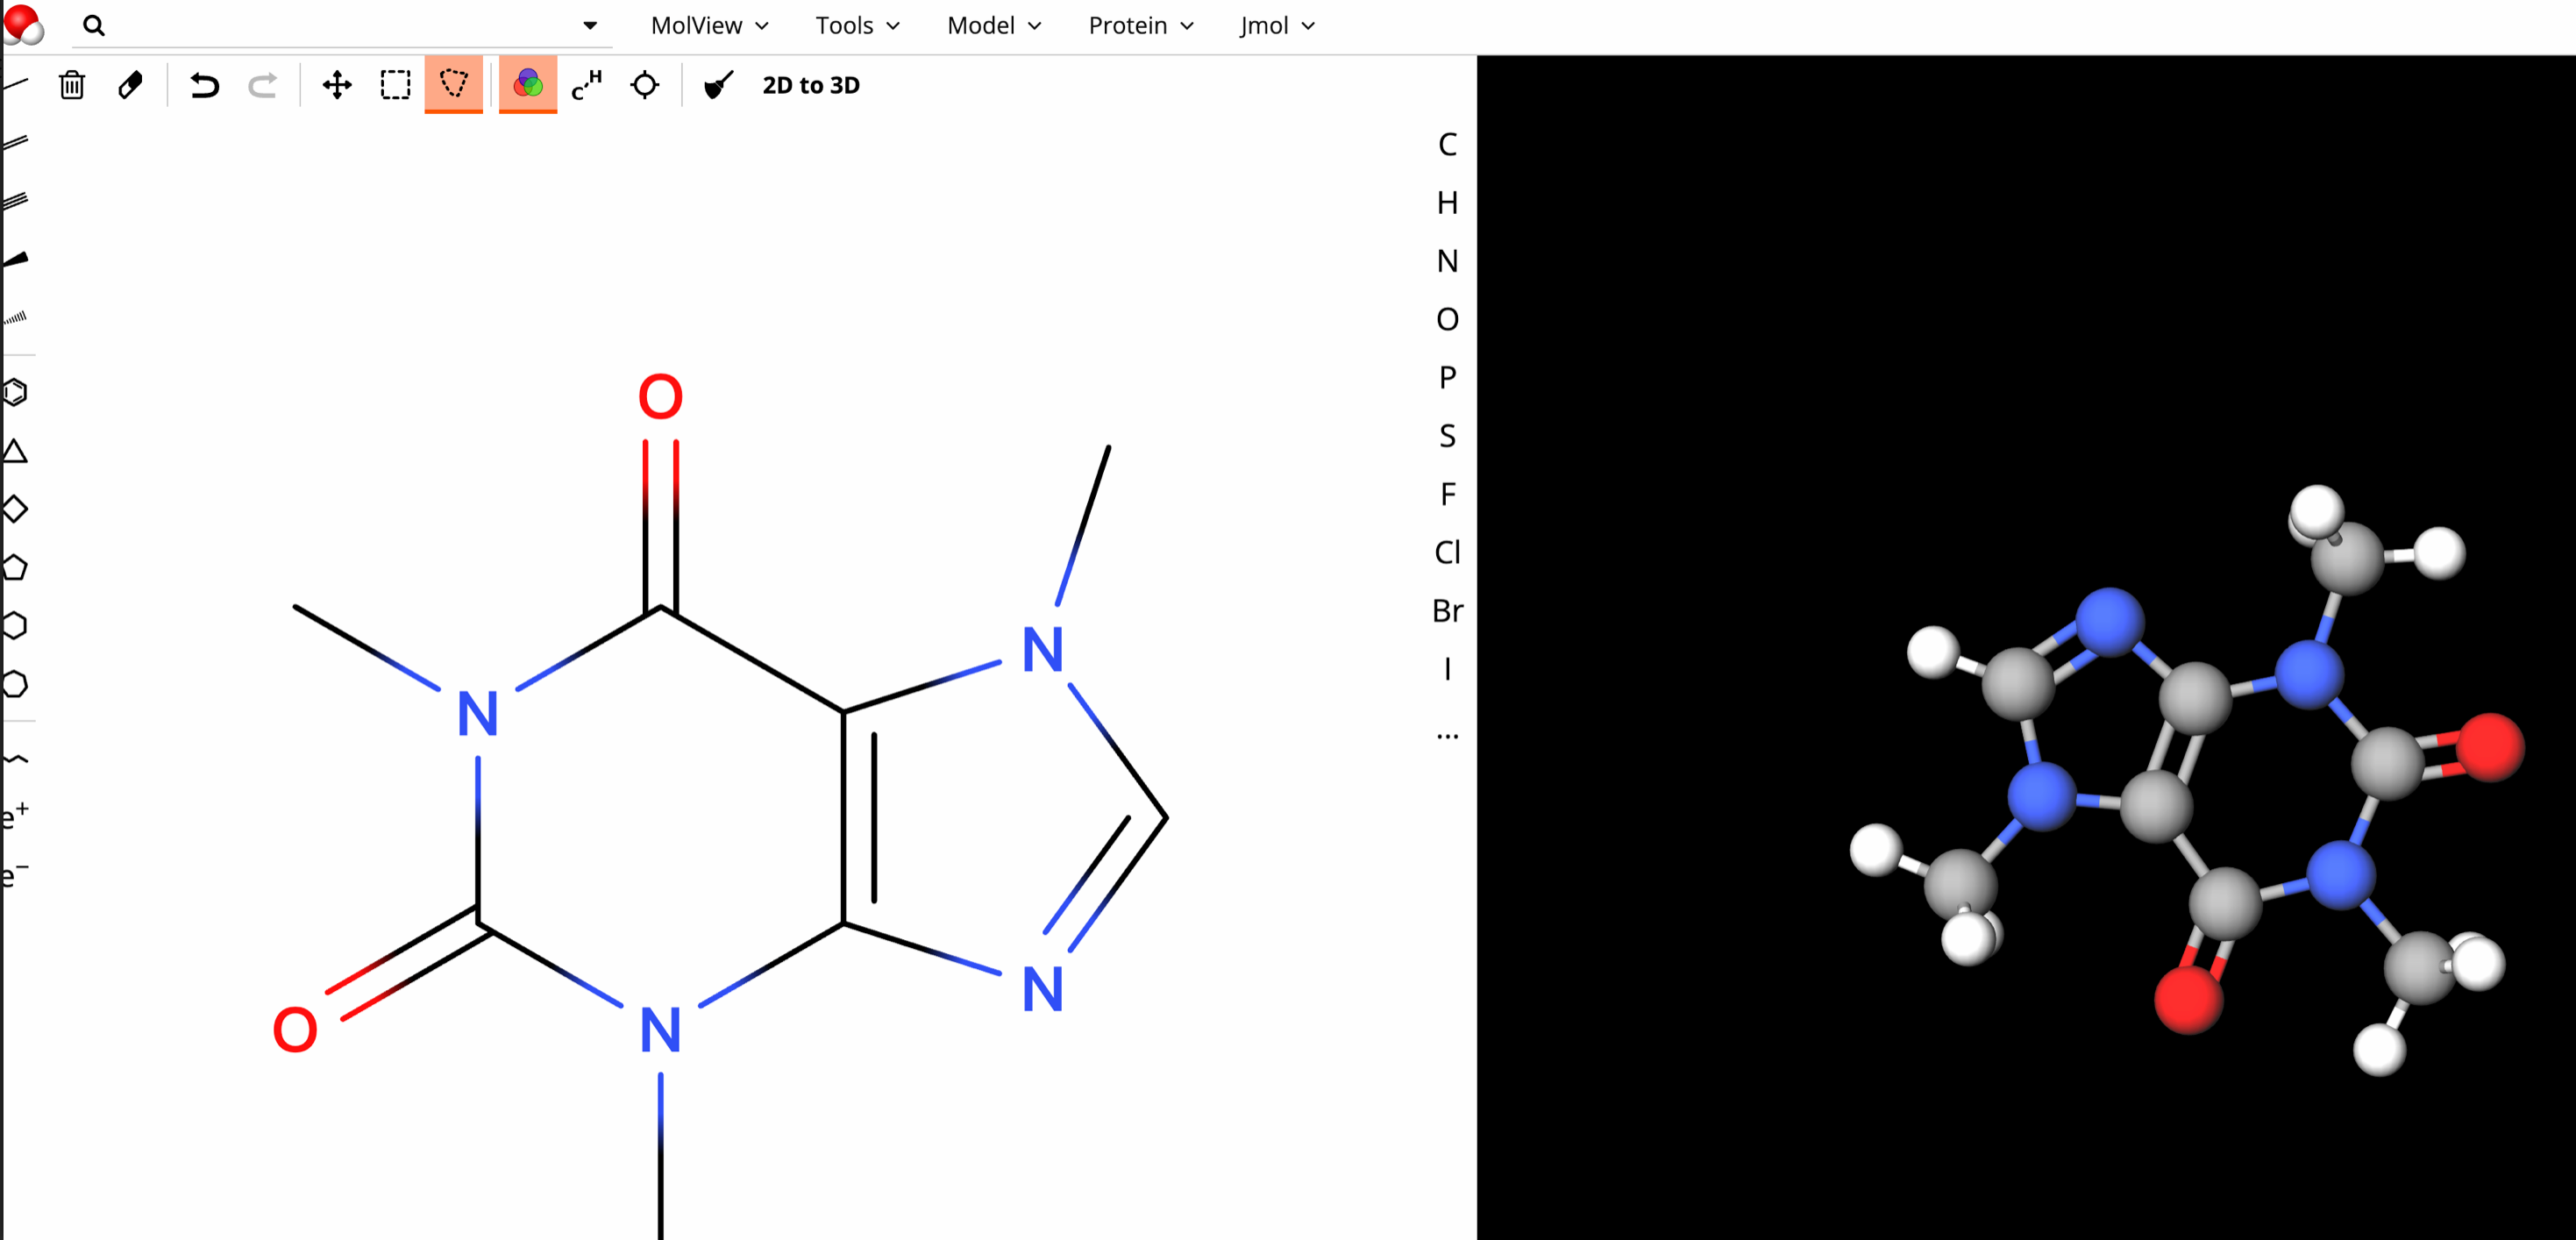 MolView Tools Model Protein Jmol
C H 2D to 3D
C
H
N
O
P
S
F
Cl
Br
I
...
O
N
N
O
N
N
e+
e−